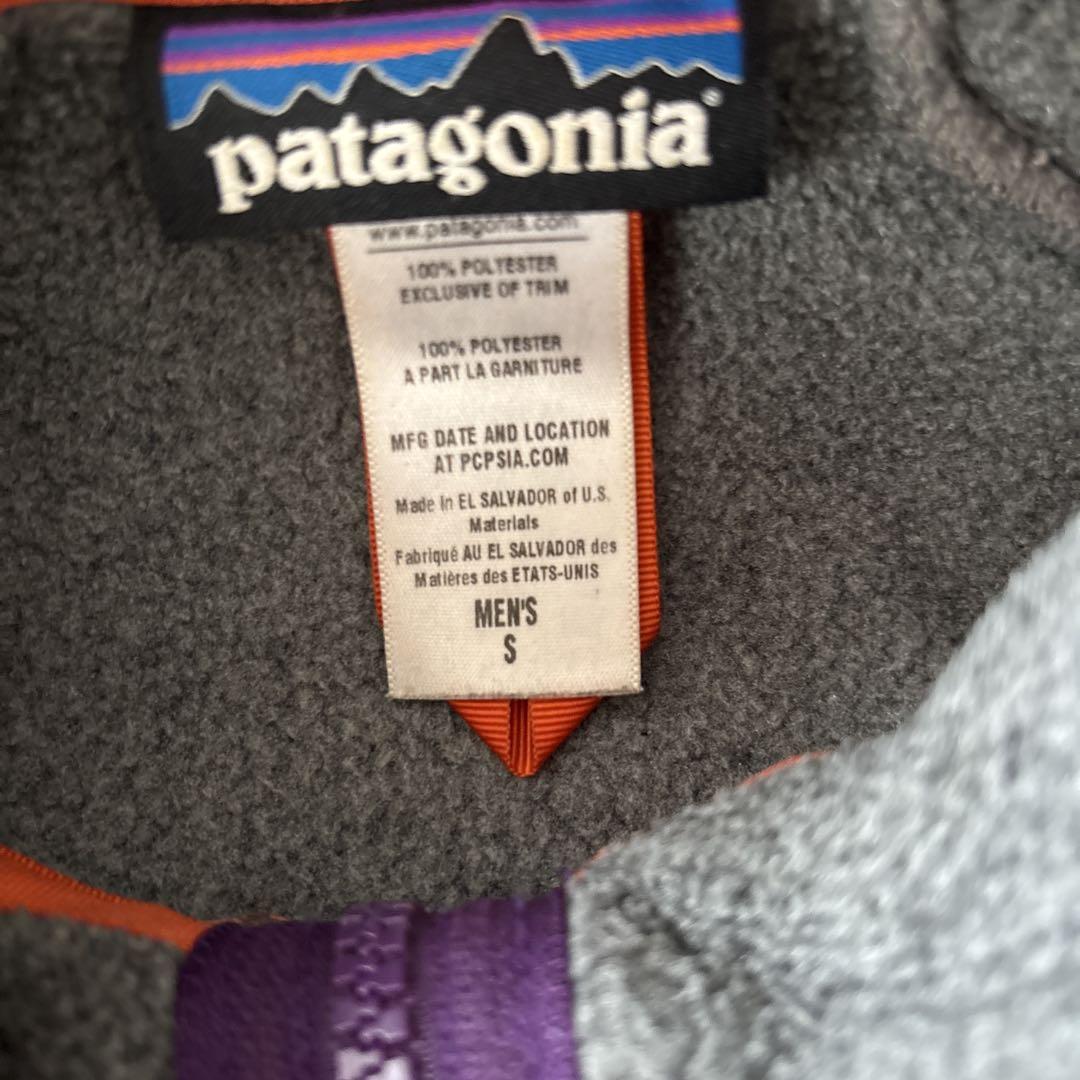 patagonia®
www.patagonia.com
100% POLYESTER
EXCLUSIVE OF TRIM
100% POLYESTER
A PART LA GARNITURE
MFG DATE AND LOCATION
AT PCPSIA.COM
Made in EL SALVADOR of U.S.
Materials
Fabriqué AU EL SALVADOR des
Matières des ETATS-UNIS
MEN'S
S